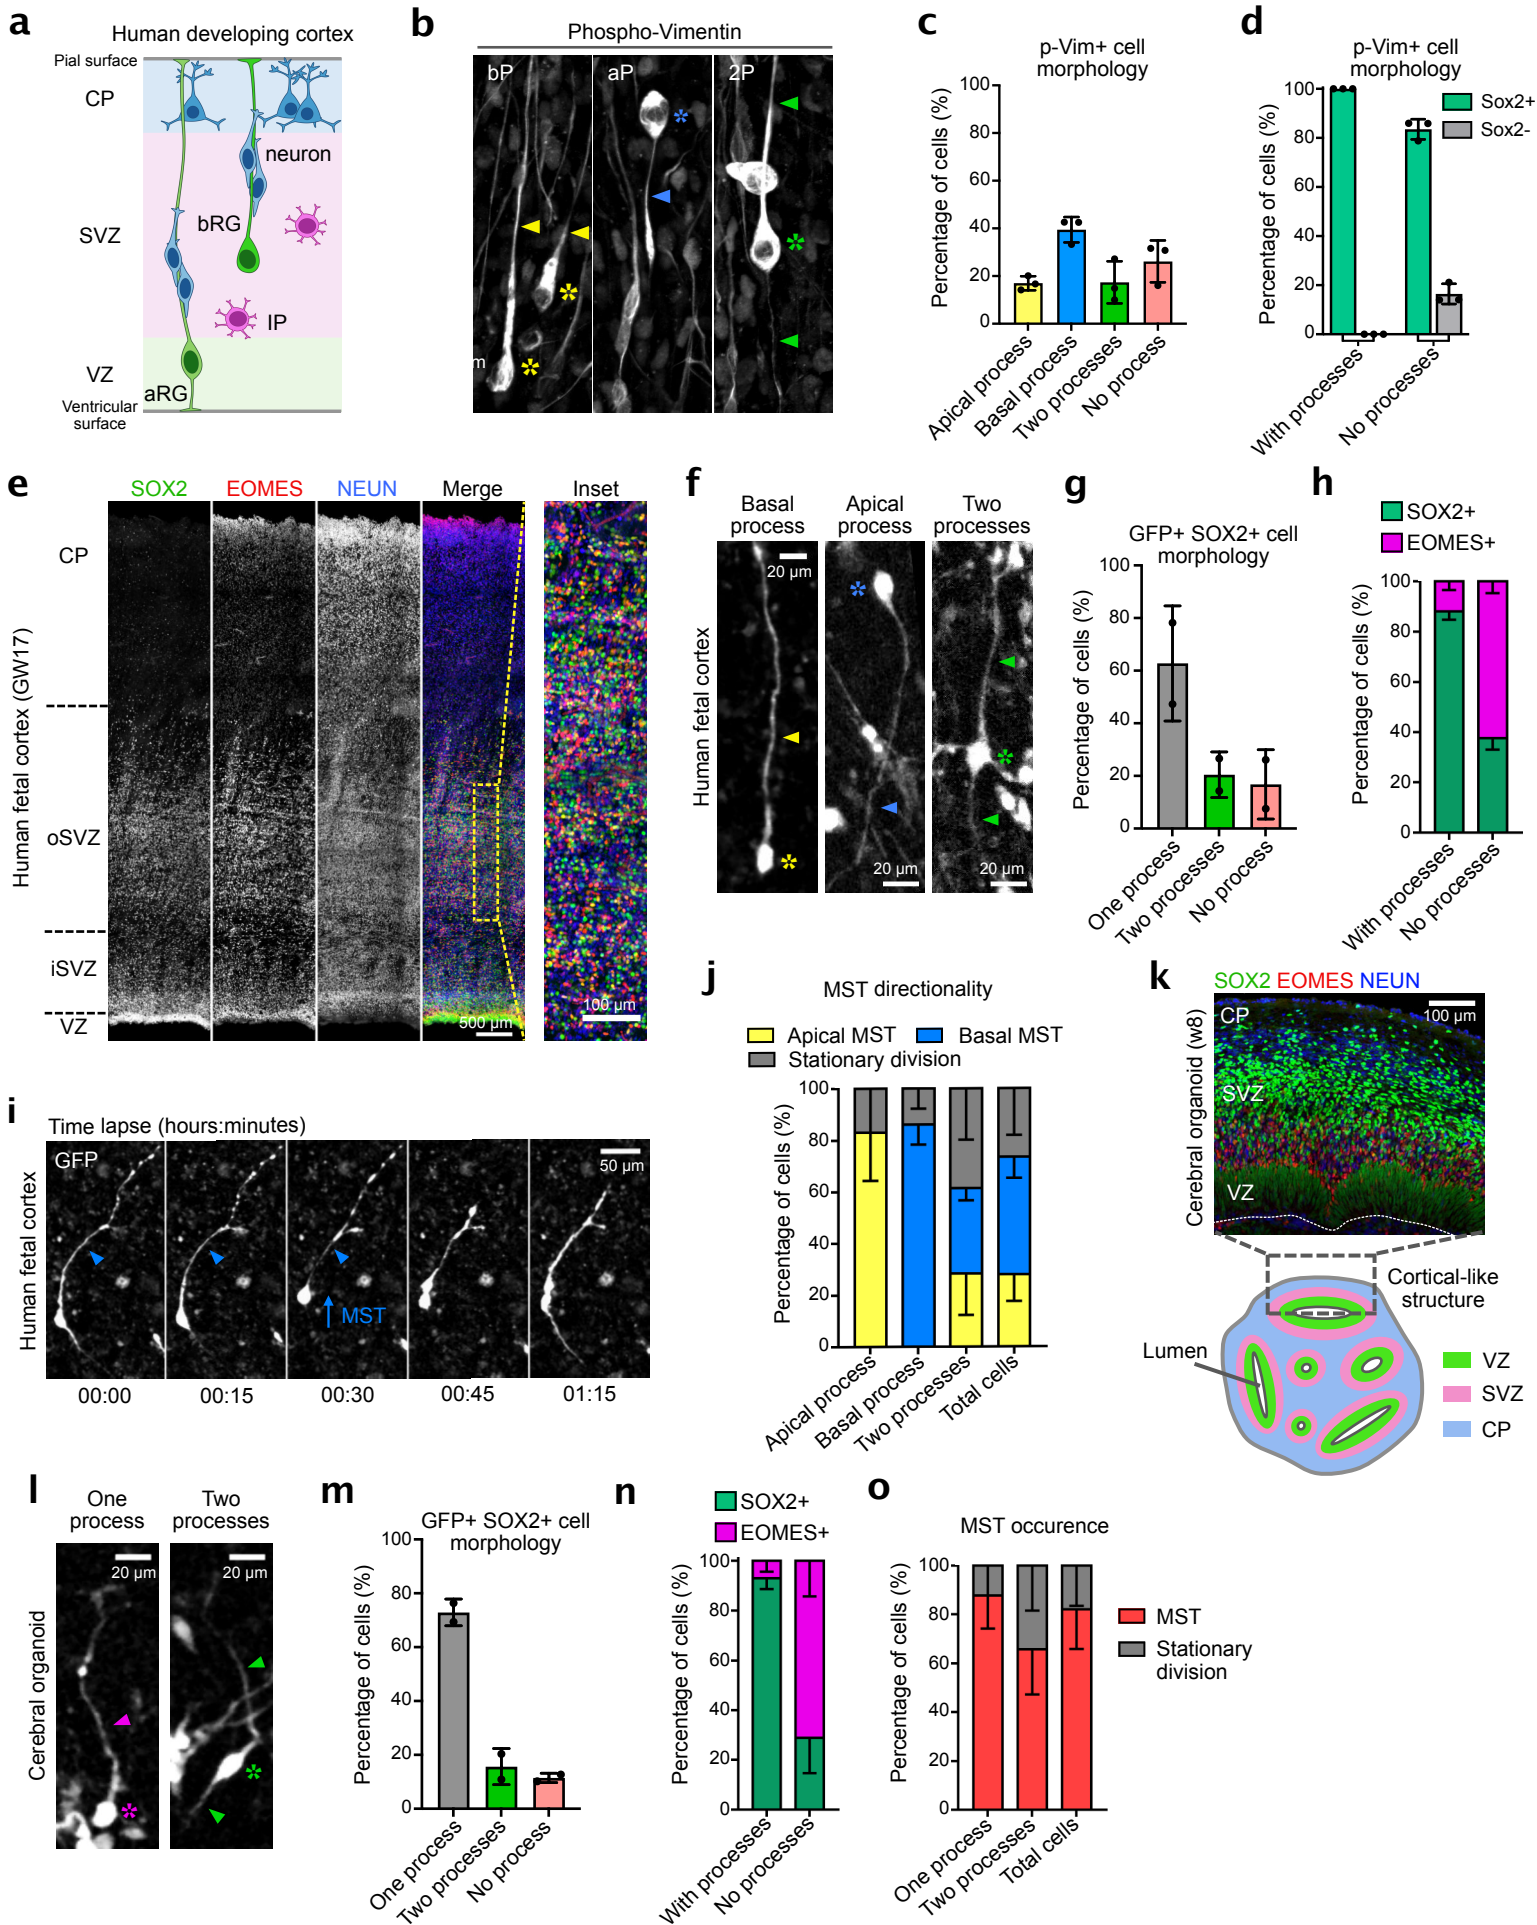 a
Human developing cortex
Pial surface
CP
neuron
SVZ
bRG
IP
VZ
aRG
Ventricular
surface
b
Phospho-Vimentin
bP
aP
2P
m
c
p-Vim+ cell
morphology
Percentage of cells (%)
100
80
60
40
20
0
Apical process
Basal process
Two processes
No process
d
p-Vim+ cell
morphology
Percentage of cells (%)
100
80
60
40
20
0
Sox2+
Sox2-
With processes
No processes
e
SOX2
EOMES
NEUN
Merge
Inset
Human fetal cortex (GW17)
CP
oSVZ
iSVZ
VZ
500 µm
100 µm
f
Basal
process
Apical
process
Two
processes
Human fetal cortex
20 µm
20 µm
20 µm
g
GFP+ SOX2+ cell
morphology
Percentage of cells (%)
100
80
60
40
20
0
One process
Two processes
No process
h
SOX2+
EOMES+
Percentage of cells (%)
100
80
60
40
20
0
With processes
No processes
i
Time lapse (hours:minutes)
Human fetal cortex
GFP
50 µm
MST
00:00
00:15
00:30
00:45
01:15
j
MST directionality
Apical MST
Basal MST
Stationary division
Percentage of cells (%)
100
80
60
40
20
0
Apical process
Basal process
Two processes
Total cells
k
SOX2 EOMES NEUN
Cerebral organoid (w8)
CP
100 µm
SVZ
VZ
Cortical-like
structure
Lumen
VZ
SVZ
CP
l
One
process
Two
processes
Cerebral organoid
20 µm
20 µm
m
GFP+ SOX2+ cell
morphology
Percentage of cells (%)
100
80
60
40
20
0
One process
Two processes
No process
n
SOX2+
EOMES+
Percentage of cells (%)
100
80
60
40
20
0
With processes
No processes
o
MST occurence
Percentage of cells (%)
100
80
60
40
20
0
MST
Stationary
division
One process
Two processes
Total cells